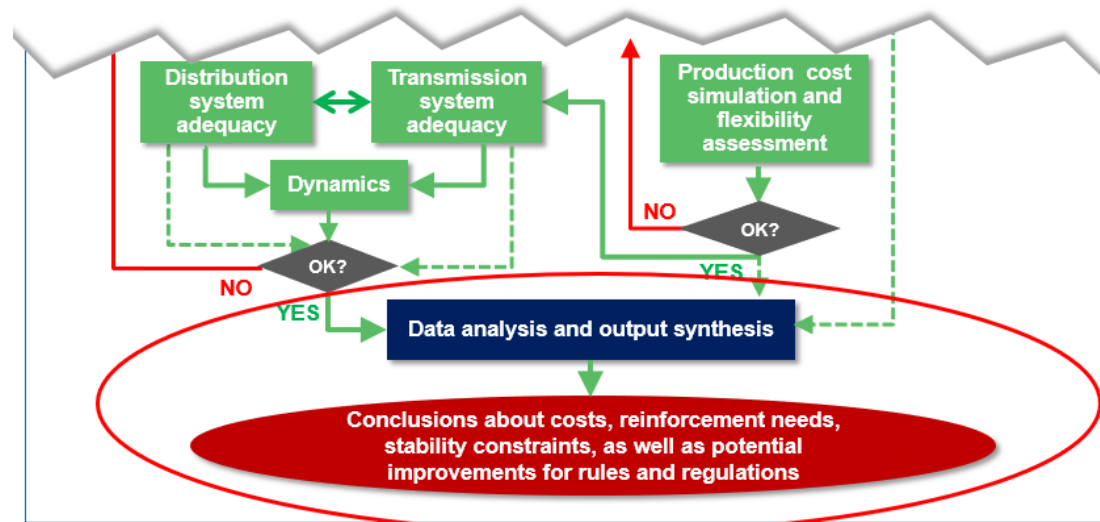 Distribution
system
adequacy
Transmission
system
adequacy
Production cost
simulation and
flexibility
assessment
Dynamics
NO
OK?
OK?
NO
YES
YES
Data analysis and output synthesis
Conclusions about costs, reinforcement needs,
stability constraints, as well as potential
improvements for rules and regulations